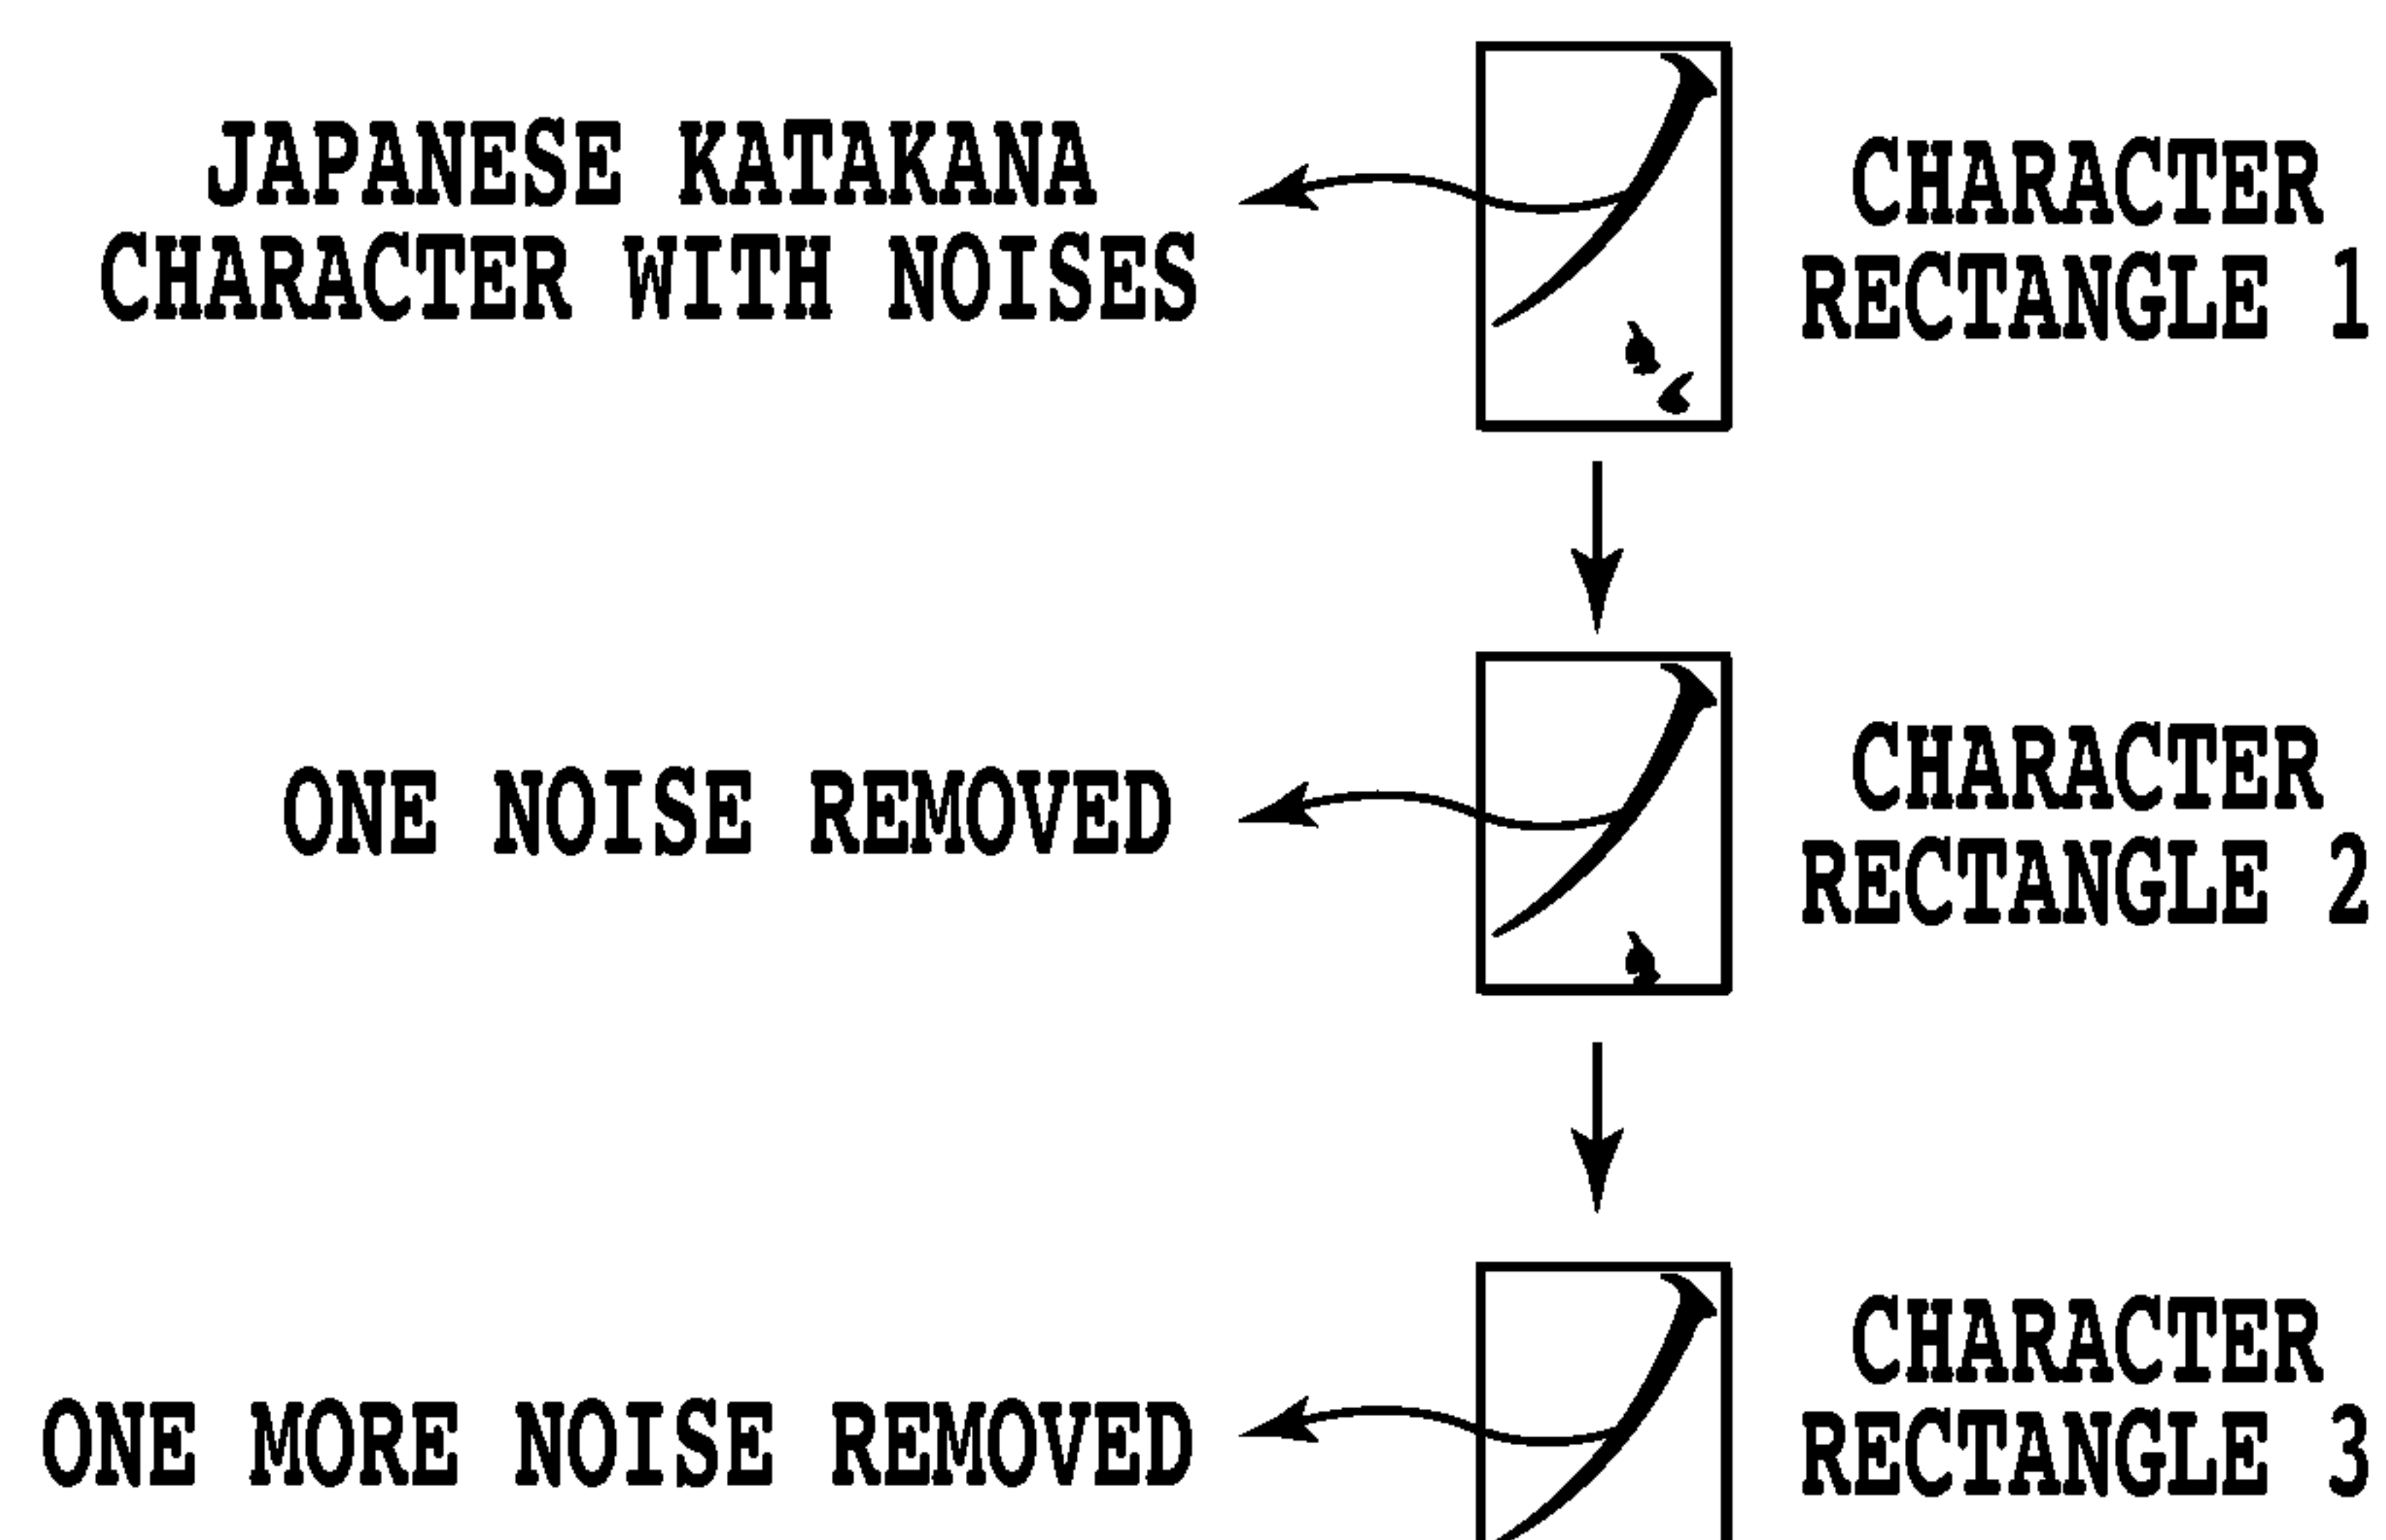 JAPANESE KATAKANA
CHARACTER WITH NOISES
CHARACTER
RECTANGLE 1
ONE NOISE REMOVED
CHARACTER
RECTANGLE 2
ONE MORE NOISE REMOVED
CHARACTER
RECTANGLE 3